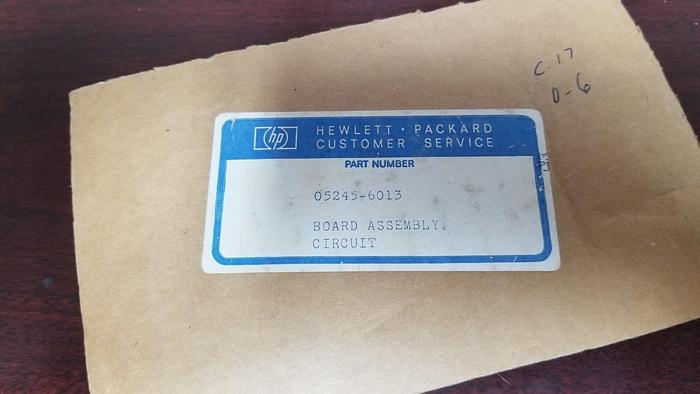 C.17
D-6
hp
HEWLETT · PACKARD
CUSTOMER SERVICE
PART NUMBER
05245-6013
BOARD ASSEMBLY,
CIRCUIT